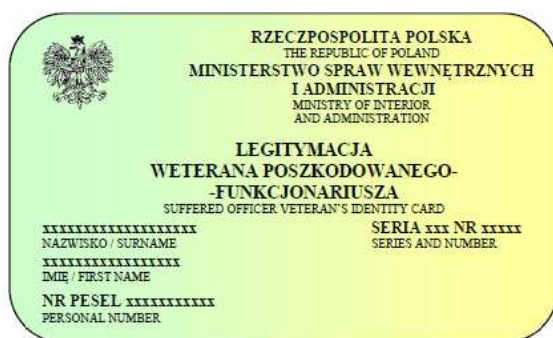 RZECZPOSPOLITA POLSKA
THE REPUBLIC OF POLAND
MINISTERSTWO SPRAW WEWNĘTRZNYCH
I ADMINISTRACJI
MINISTRY OF INTERIOR
AND ADMINISTRATION
LEGITYMACJA
WETERANA POSZKODOWANEGO-
-FUNKCJONARIUSZA
SUFFERED OFFICER VETERAN'S IDENTITY CARD
xxxxxxxxxxxxxxxxxxx SERIA xxx NR xxxxx
NAZWISKO / SURNAME SERIES AND NUMBER
xxxxxxxxxxxxxxxxx
IMIĘ / FIRST NAME
NR PESEL xxxxxxxxxxx
PERSONAL NUMBER